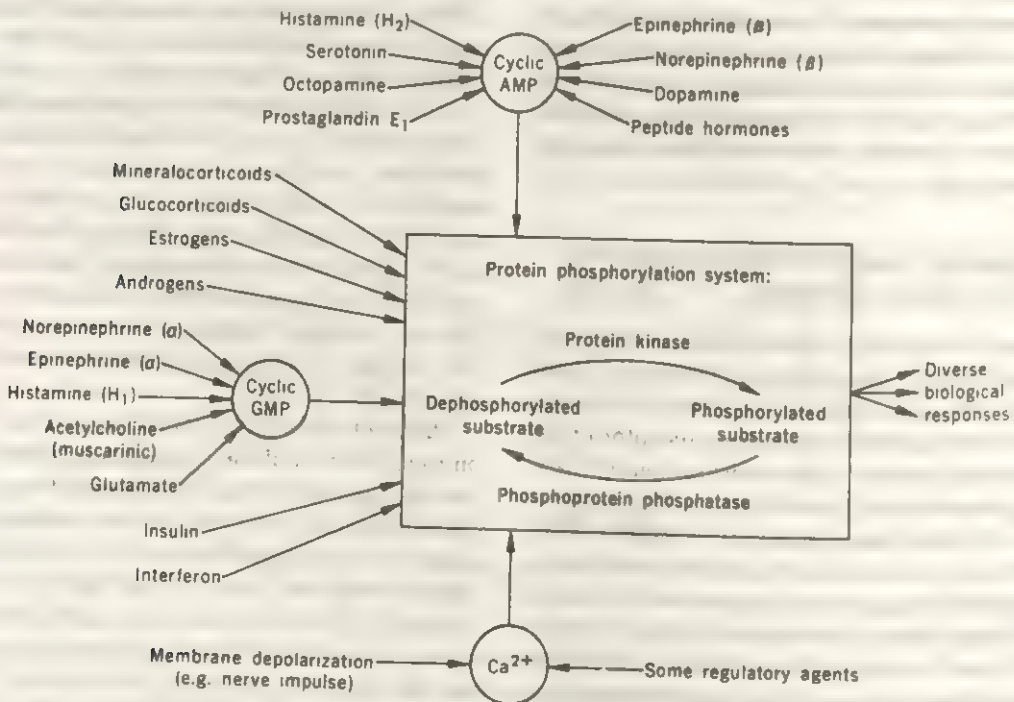 Histamine (H₂)
Serotonin
Octopamine
Prostaglandin E₁
Cyclic
AMP
Epinephrine (β)
Norepinephrine (β)
Dopamine
Peptide hormones
Mineralocorticoids
Glucocorticoids
Estrogens
Androgens
Norepinephrine (α)
Epinephrine (α)
Histamine (H₁)
Acetylcholine
(muscarinic)
Glutamate
Cyclic
GMP
Insulin
Interferon
Protein phosphorylation system:
Protein kinase
Dephosphorylated
substrate
Phosphorylated
substrate
Phosphoprotein phosphatase
Diverse
biological
responses
Membrane depolarization
(e.g. nerve impulse)
Ca²⁺
Some regulatory agents